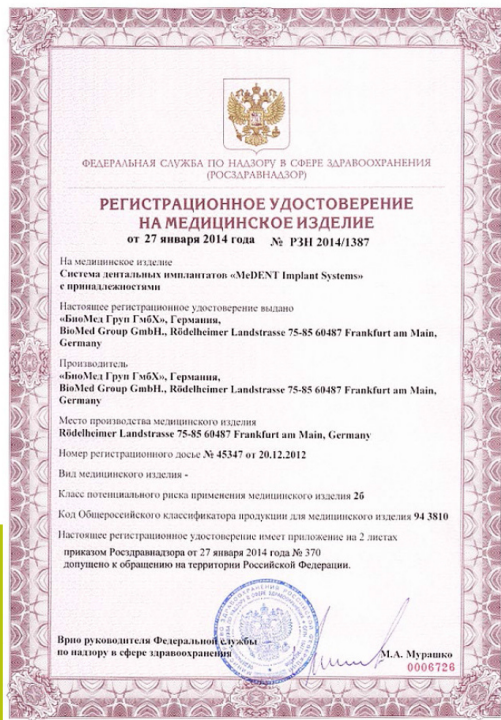 ФЕДЕРАЛЬНАЯ СЛУЖБА ПО НАДЗОРУ В СФЕРЕ ЗДРАВООХРАНЕНИЯ
(РОСЗДРАВНАДЗОР)
РЕГИСТРАЦИОННОЕ УДОСТОВЕРЕНИЕ
НА МЕДИЦИНСКОЕ ИЗДЕЛИЕ
от 27 января 2014 года № РЗН 2014/1387
На медицинское изделие
Система дентальных имплантатов «MeDENT Implant Systems»
с принадлежностями
Настоящее регистрационное удостоверение выдано
«БиоМед Груп ГмбХ», Германия,
BioMed Group GmbH., Rödelheimer Landstrasse 75-85 60487 Frankfurt am Main,
Germany
Производитель
«БиоМед Груп ГмбХ», Германия,
BioMed Group GmbH., Rödelheimer Landstrasse 75-85 60487 Frankfurt am Main,
Germany
Место производства медицинского изделия
Rödelheimer Landstrasse 75-85 60487 Frankfurt am Main, Germany
Номер регистрационного досье № 45347 от 20.12.2012
Вид медицинского изделия -
Класс потенциального риска применения медицинского изделия 2б
Код Общероссийского классификатора продукции для медицинского изделия 94 3810
Настоящее регистрационное удостоверение имеет приложение на 2 листах
приказом Росздравнадзора от 27 января 2014 года № 370
допущено к обращению на территории Российской Федерации.
Врио руководителя Федеральной службы
по надзору в сфере здравоохранения
М.А. Мурашко
0006726